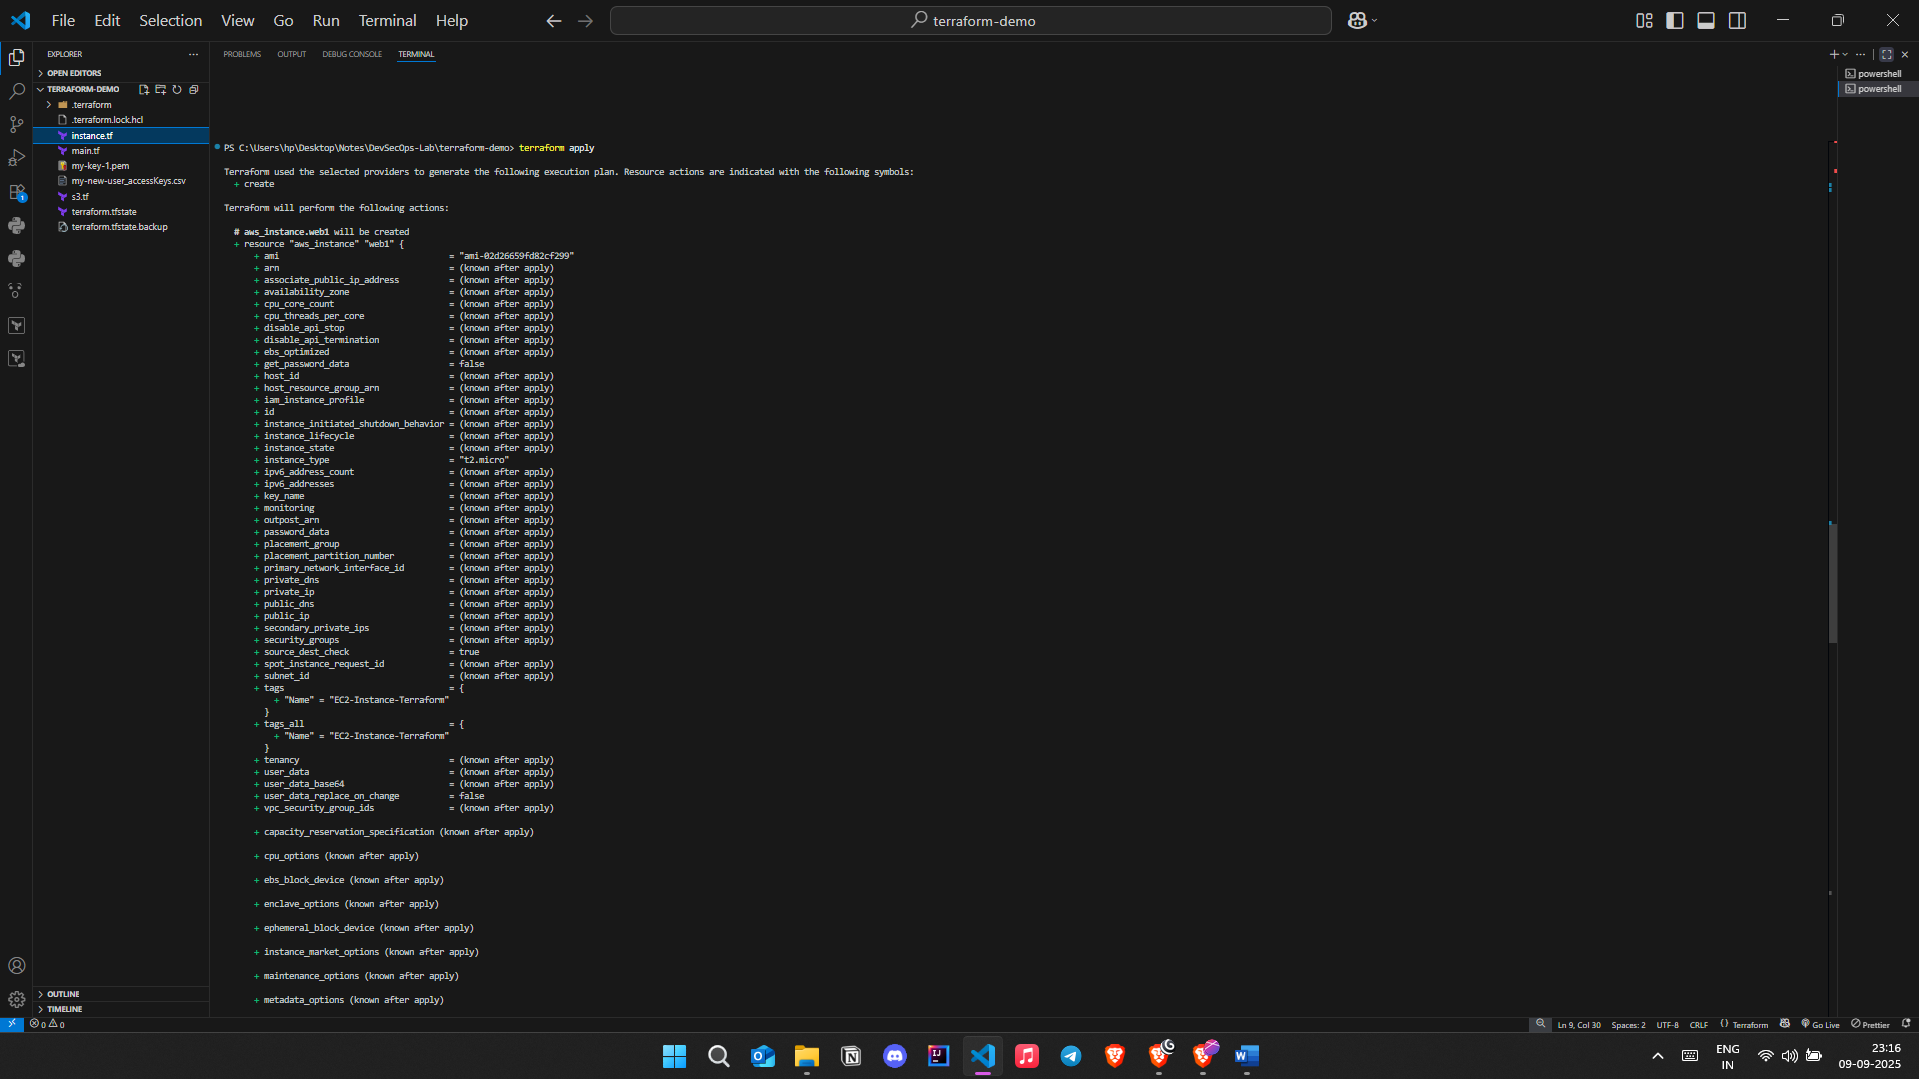 File Edit Selection View Go Run Terminal Help
terraform-demo
EXPLORER
OPEN EDITORS
TERRAFORM-DEMO
.terraform
.terraform.lock.hcl
instance.tf
main.tf
my-key-1.pem
my-new-user_accessKeys.csv
s3.tf
terraform.tfstate
terraform.tfstate.backup
OUTLINE
TIMELINE
PROBLEMS OUTPUT DEBUG CONSOLE TERMINAL
powershell
powershell
PS C:\Users\hp\Desktop\Notes\DevSecOps-Lab\terraform-demo> terraform apply
Terraform used the selected providers to generate the following execution plan. Resource actions are indicated with the following symbols:
+ create
Terraform will perform the following actions:
# aws_instance.web1 will be created
+ resource "aws_instance" "web1" {
+ ami = "ami-02d26659fd82cf299"
+ arn = (known after apply)
+ associate_public_ip_address = (known after apply)
+ availability_zone = (known after apply)
+ cpu_core_count = (known after apply)
+ cpu_threads_per_core = (known after apply)
+ disable_api_stop = (known after apply)
+ disable_api_termination = (known after apply)
+ ebs_optimized = (known after apply)
+ get_password_data = false
+ host_id = (known after apply)
+ host_resource_group_arn = (known after apply)
+ iam_instance_profile = (known after apply)
+ id = (known after apply)
+ instance_initiated_shutdown_behavior = (known after apply)
+ instance_lifecycle = (known after apply)
+ instance_state = (known after apply)
+ instance_type = "t2.micro"
+ ipv6_address_count = (known after apply)
+ ipv6_addresses = (known after apply)
+ key_name = (known after apply)
+ monitoring = (known after apply)
+ outpost_arn = (known after apply)
+ password_data = (known after apply)
+ placement_group = (known after apply)
+ placement_partition_number = (known after apply)
+ primary_network_interface_id = (known after apply)
+ private_dns = (known after apply)
+ private_ip = (known after apply)
+ public_dns = (known after apply)
+ public_ip = (known after apply)
+ secondary_private_ips = (known after apply)
+ security_groups = (known after apply)
+ source_dest_check = true
+ spot_instance_request_id = (known after apply)
+ subnet_id = (known after apply)
+ tags = {
+ "Name" = "EC2-Instance-Terraform"
}
+ tags_all = {
+ "Name" = "EC2-Instance-Terraform"
}
+ tenancy = (known after apply)
+ user_data = (known after apply)
+ user_data_base64 = (known after apply)
+ user_data_replace_on_change = false
+ vpc_security_group_ids = (known after apply)
+ capacity_reservation_specification (known after apply)
+ cpu_options (known after apply)
+ ebs_block_device (known after apply)
+ enclave_options (known after apply)
+ ephemeral_block_device (known after apply)
+ instance_market_options (known after apply)
+ maintenance_options (known after apply)
+ metadata_options (known after apply)
0 0
Ln 9, Col 30 Spaces: 2 UTF-8 CRLF {} Terraform Go Live Prettier
ENG
IN
23:16
09-09-2025